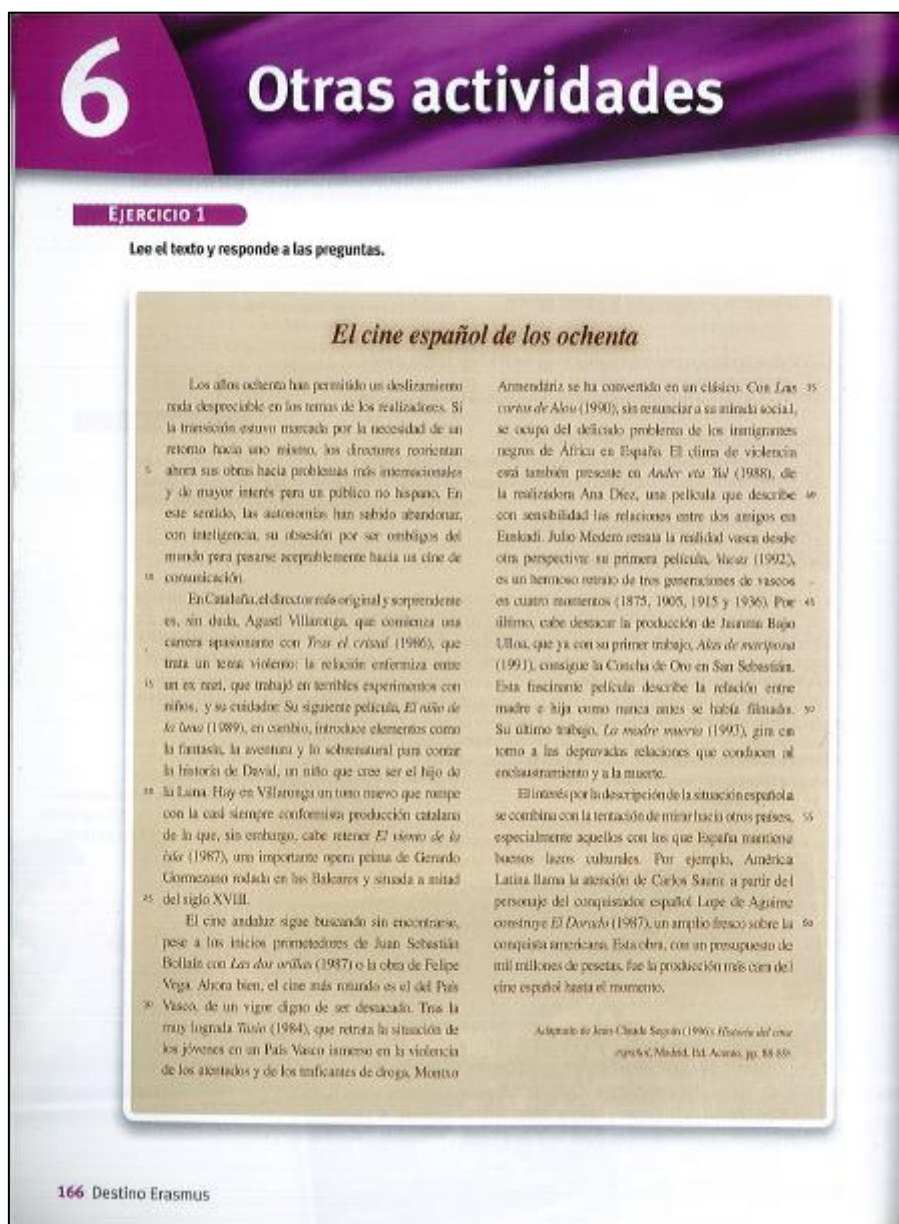 6
Otras actividades
EJERCICIO 1
Lee el texto y responde a las preguntas.
El cine español de los ochenta
Los años ochenta han permitido un deslizamiento
nada despreciable en los temas de los realizadores. Si
la transición estuvo marcada por la necesidad de un
retorno hacia uno mismo, los directores reorientan
5 ahora sus obras hacia problemas más internacionales
y de mayor interés para un público no hispano. En
este sentido, las autonomías han sabido abandonar,
con inteligencia, su obsesión por ser ombligos del
mundo para pasarse aceptablemente hacia un cine de
10 comunicación.
En Cataluña, el director más original y sorprendente
es, sin duda, Agustí Villaronga, que comienza una
carrera apasionante con Tras el cristal (1986), que
trata un tema violento: la relación enfermiza entre
15 un ex nazi, que trabajó en terribles experimentos con
niños, y su cuidador. Su siguiente película, El niño de
la luna (1989), en cambio, introduce elementos como
la fantasía, la aventura y lo sobrenatural para contar
la historia de David, un niño que cree ser el hijo de
20 la Luna. Hay en Villaronga un tono nuevo que rompe
con la casi siempre conformista producción catalana
de la que, sin embargo, cabe retener El viento de la
isla (1987), una importante opera prima de Gerardo
Gormezano rodada en las Baleares y situada a mitad
25 del siglo XVIII.
El cine andaluz sigue buscando sin encontrarse,
pese a los inicios prometedores de Juan Sebastián
Bollaín con Las dos orillas (1987) o la obra de Felipe
Vega. Ahora bien, el cine más rotundo es el del País
30 Vasco, de un vigor digno de ser destacado. Tras la
muy lograda Tasio (1984), que retrata la situación de
los jóvenes en un País Vasco inmerso en la violencia
de los atentados y de los traficantes de droga, Montxo
Armendáriz se ha convertido en un clásico. Con Las 35
cartas de Alou (1990), sin renunciar a su mirada social,
se ocupa del delicado problema de los inmigrantes
negros de África en España. El clima de violencia
está también presente en Ander eta Yul (1988), de
la realizadora Ana Díez, una película que describe 40
con sensibilidad las relaciones entre dos amigos en
Euskadi. Julio Medem retrata la realidad vasca desde
otra perspectiva: su primera película, Vacas (1992),
es un hermoso retrato de tres generaciones de vascos
en cuatro momentos (1875, 1905, 1915 y 1936). Por 45
último, cabe destacar la producción de Juanma Bajo
Ulloa, que ya con su primer trabajo, Alas de mariposa
(1991), consigue la Concha de Oro en San Sebastián.
Esta fascinante película describe la relación entre
madre e hija como nunca antes se había filmado. 50
Su último trabajo, La madre muerta (1993), gira en
torno a las depravadas relaciones que conducen al
enclaustramiento y a la muerte.
El interés por la descripción de la situación española
se combina con la tentación de mirar hacia otros países, 55
especialmente aquellos con los que España mantiene
buenos lazos culturales. Por ejemplo, América
Latina llama la atención de Carlos Saura: a partir del
personaje del conquistador español Lope de Aguirre
construye El Dorado (1987), un amplio fresco sobre la 60
conquista americana. Esta obra, con un presupuesto de
mil millones de pesetas, fue la producción más cara del
cine español hasta el momento.
Adaptado de Jean-Claude Seguin (1996): Historia del cine
español, Madrid, Ed. Acento, pp. 84-88.
166 Destino Erasmus